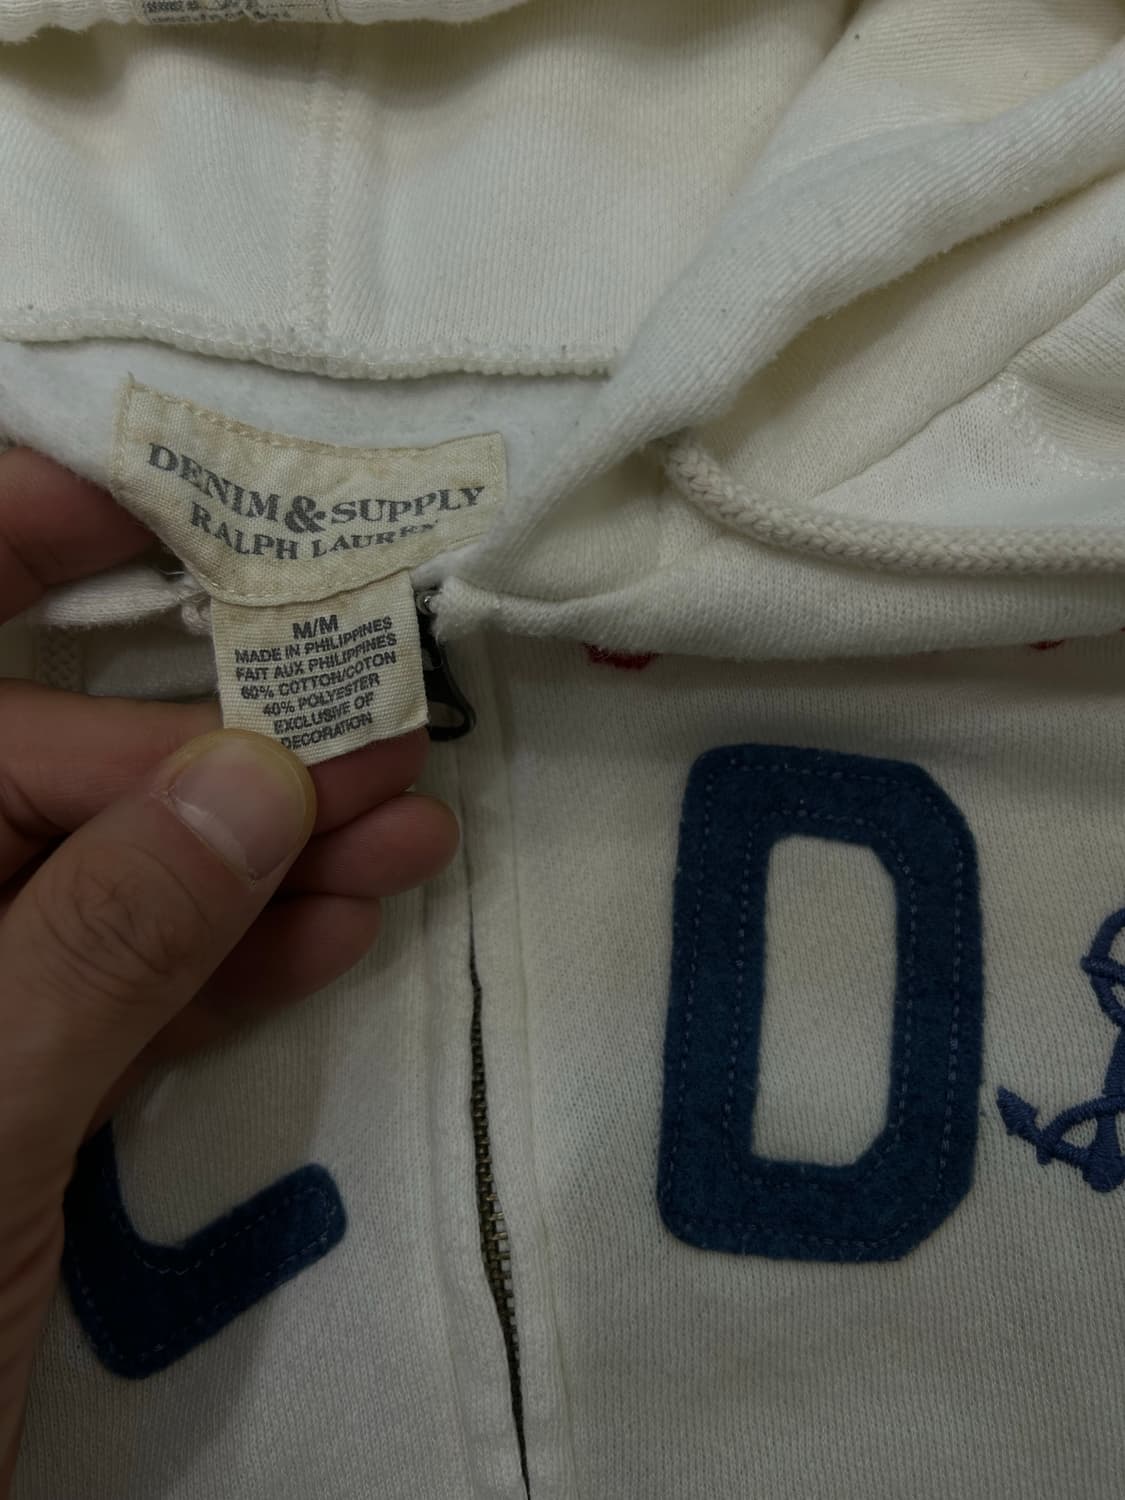 DENIM & SUPPLY
RALPH LAUREN
M/M
MADE IN PHILIPPINES
FAIT AUX PHILIPPINES
60% COTTON/COTON
40% POLYESTER
EXCLUSIVE OF
DECORATION
L D